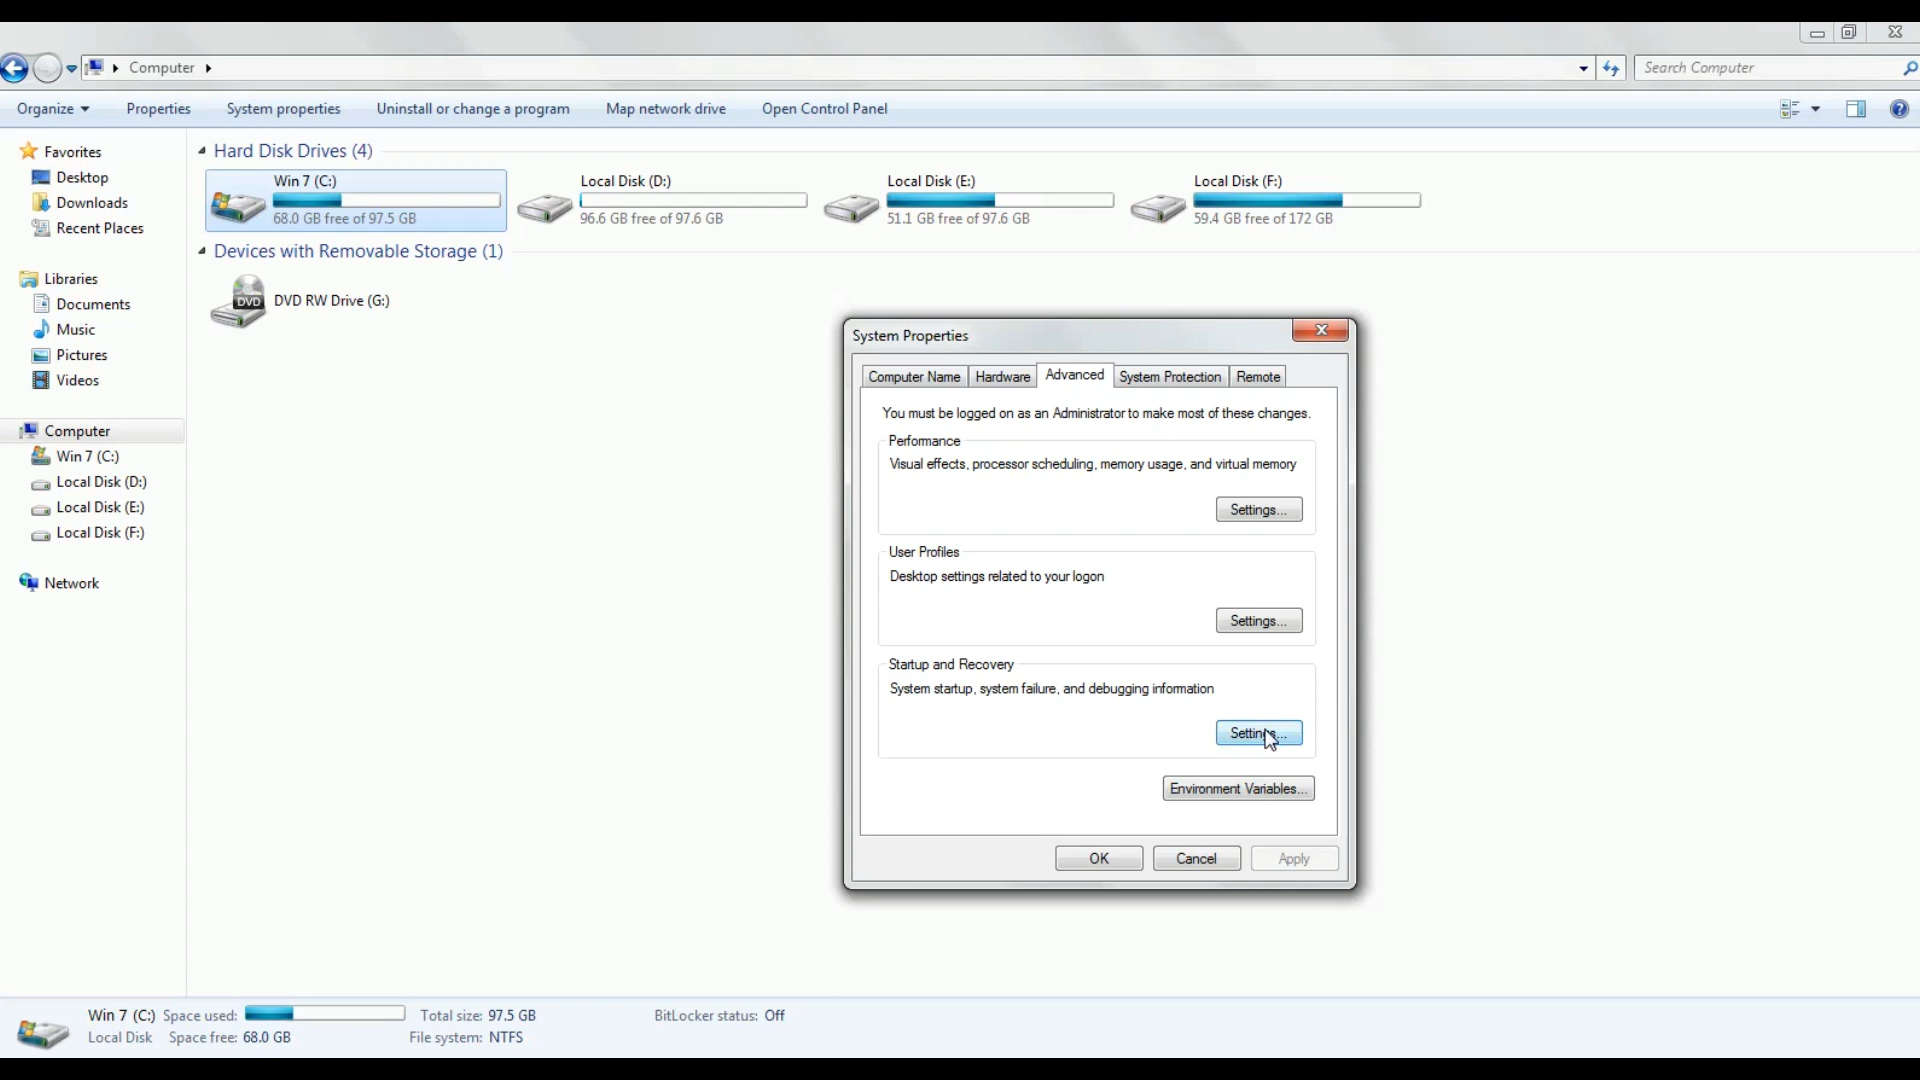 Computer
Search Computer
Organize Properties System properties Uninstall or change a program Map network drive Open Control Panel
Favorites
Desktop
Downloads
Recent Places
Libraries
Documents
Music
Pictures
Videos
Computer
Win 7 (C:)
Local Disk (D:)
Local Disk (E:)
Local Disk (F:)
Network
Hard Disk Drives (4)
Win 7 (C:)
68.0 GB free of 97.5 GB
Local Disk (D:)
96.6 GB free of 97.6 GB
Local Disk (E:)
51.1 GB free of 97.6 GB
Local Disk (F:)
59.4 GB free of 172 GB
Devices with Removable Storage (1)
DVD
DVD RW Drive (G:)
System Properties
Computer Name Hardware Advanced System Protection Remote
You must be logged on as an Administrator to make most of these changes.
Performance
Visual effects, processor scheduling, memory usage, and virtual memory
Settings...
User Profiles
Desktop settings related to your logon
Settings...
Startup and Recovery
System startup, system failure, and debugging information
Settings...
Environment Variables...
OK Cancel Apply
Win 7 (C:) Space used: Total size: 97.5 GB BitLocker status: Off
Local Disk Space free: 68.0 GB File system: NTFS